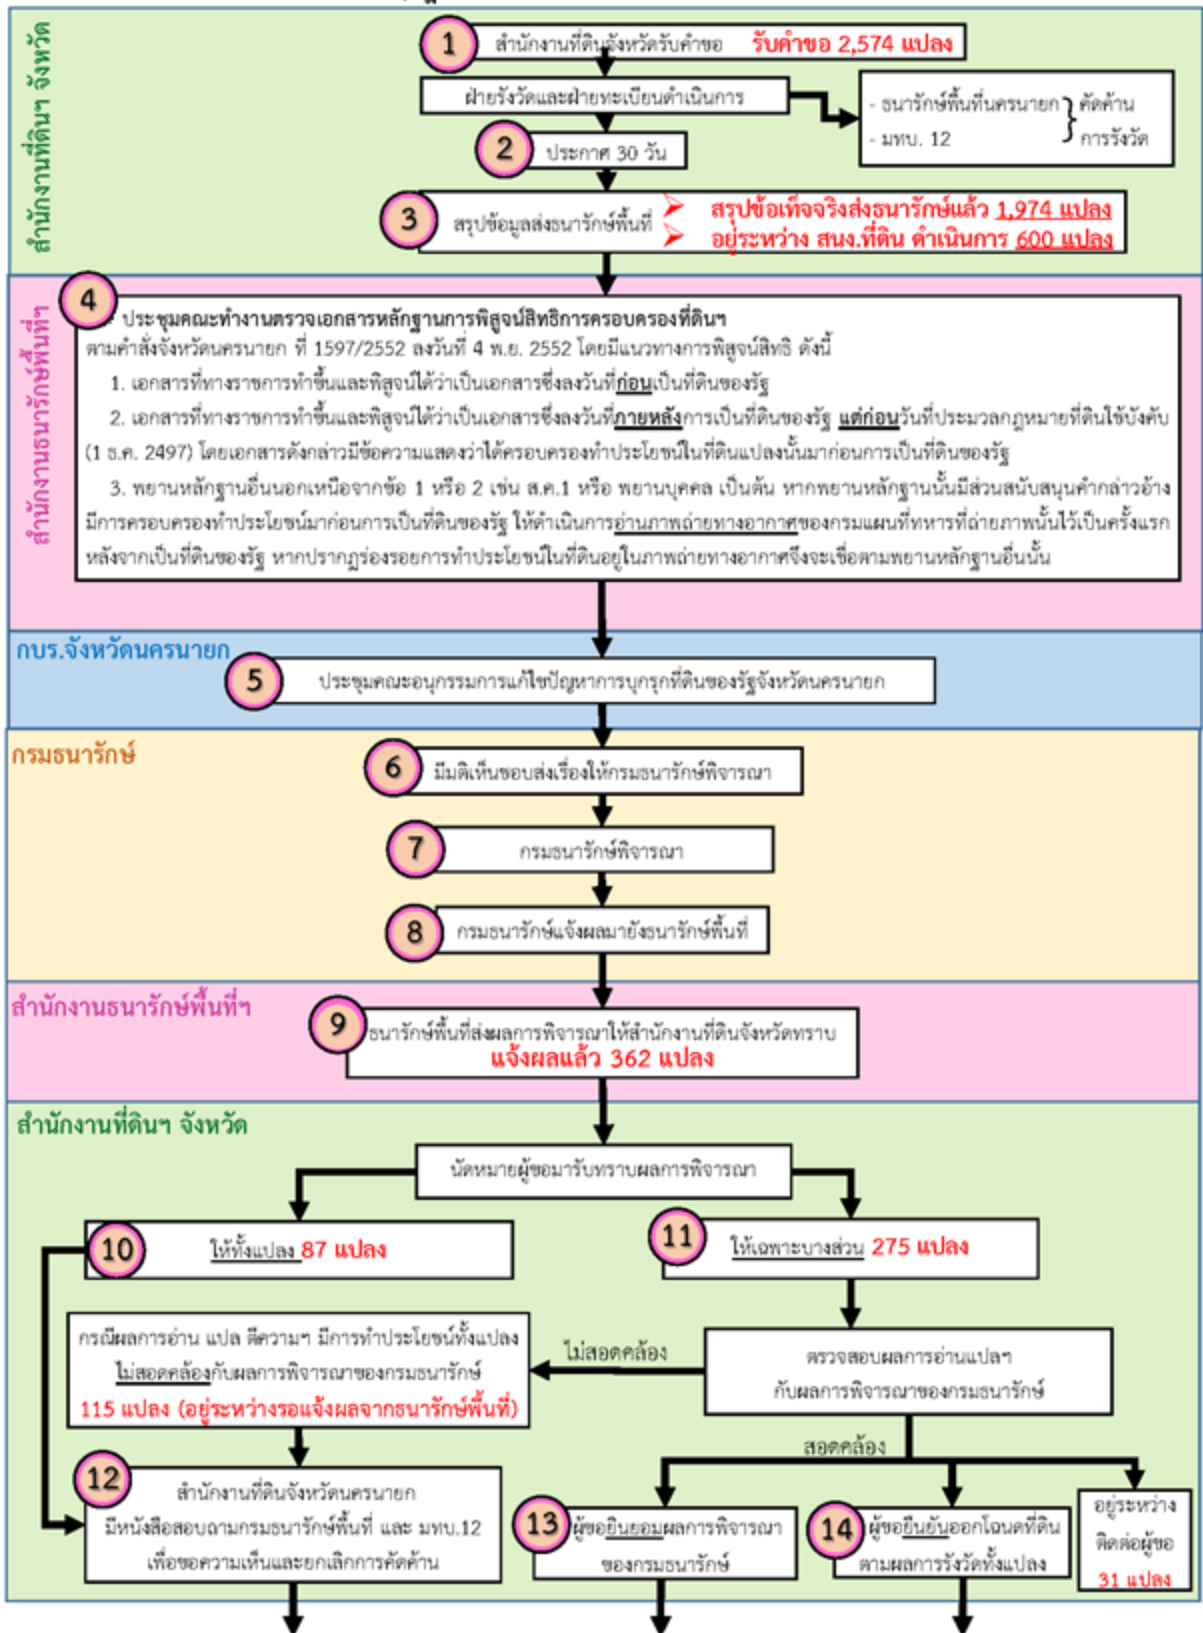 สำนักงานที่ดินฯ จังหวัด
1 สำนักงานที่ดินจังหวัดรับคำขอ รับคำขอ 2,574 แปลง
ฝ่ายรังวัดและฝ่ายทะเบียนดำเนินการ
- ธนารักษ์พื้นที่นครนายก } คัดค้าน
- มทบ. 12 การรังวัด
2 ประกาศ 30 วัน
3 สรุปข้อมูลส่งธนารักษ์พื้นที่
➢ สรุปข้อเท็จจริงส่งธนารักษ์แล้ว 1,974 แปลง
➢ อยู่ระหว่าง สนง.ที่ดิน ดำเนินการ 600 แปลง
สำนักงานธนารักษ์พื้นที่ฯ
4 ประชุมคณะทำงานตรวจเอกสารหลักฐานการพิสูจน์สิทธิการครอบครองที่ดินฯ
ตามคำสั่งจังหวัดนครนายก ที่ 1597/2552 ลงวันที่ 4 พ.ย. 2552 โดยมีแนวทางการพิสูจน์สิทธิ ดังนี้
1. เอกสารที่ทางราชการทำขึ้นและพิสูจน์ได้ว่าเป็นเอกสารซึ่งลงวันที่ก่อนเป็นที่ดินของรัฐ
2. เอกสารที่ทางราชการทำขึ้นและพิสูจน์ได้ว่าเป็นเอกสารซึ่งลงวันที่ภายหลังการเป็นที่ดินของรัฐ แต่ก่อนวันที่ประมวลกฎหมายที่ดินใช้บังคับ
(1 ธ.ค. 2497) โดยเอกสารดังกล่าวมีข้อความแสดงว่าได้ครอบครองทำประโยชน์ในที่ดินแปลงนั้นมาก่อนการเป็นที่ดินของรัฐ
3. พยานหลักฐานอื่นนอกเหนือจากข้อ 1 หรือ 2 เช่น ส.ค.1 หรือ พยานบุคคล เป็นต้น หากพยานหลักฐานนั้นมีส่วนสนับสนุนคำกล่าวอ้าง
มีการครอบครองทำประโยชน์มาก่อนการเป็นที่ดินของรัฐ ให้ดำเนินการอ่านภาพถ่ายทางอากาศของกรมแผนที่ทหารที่ถ่ายภาพนั้นไว้เป็นครั้งแรก
หลังจากเป็นที่ดินของรัฐ หากปรากฏร่องรอยการทำประโยชน์ในที่ดินอยู่ในภาพถ่ายทางอากาศจึงจะเชื่อตามพยานหลักฐานอื่นนั้น
กบร.จังหวัดนครนายก
5 ประชุมคณะอนุกรรมการแก้ไขปัญหาการบุกรุกที่ดินของรัฐจังหวัดนครนายก
กรมธนารักษ์
6 มีมติเห็นชอบส่งเรื่องให้กรมธนารักษ์พิจารณา
7 กรมธนารักษ์พิจารณา
8 กรมธนารักษ์แจ้งผลมายังธนารักษ์พื้นที่
สำนักงานธนารักษ์พื้นที่ฯ
9 ธนารักษ์พื้นที่ส่งผลการพิจารณาให้สำนักงานที่ดินจังหวัดทราบ
แจ้งผลแล้ว 362 แปลง
สำนักงานที่ดินฯ จังหวัด
นัดหมายผู้ขอมารับทราบผลการพิจารณา
10 ให้ทั้งแปลง 87 แปลง
11 ให้เฉพาะบางส่วน 275 แปลง
กรณีผลการอ่าน แปล ตีความฯ มีการทำประโยชน์ทั้งแปลง
ไม่สอดคล้องกับผลการพิจารณาของกรมธนารักษ์
115 แปลง (อยู่ระหว่างรอแจ้งผลจากธนารักษ์พื้นที่)
ไม่สอดคล้อง
ตรวจสอบผลการอ่านแปลฯ
กับผลการพิจารณาของกรมธนารักษ์
สอดคล้อง
12 สำนักงานที่ดินจังหวัดนครนายก
มีหนังสือสอบถามกรมธนารักษ์พื้นที่ และ มทบ.12
เพื่อขอความเห็นและยกเลิกการคัดค้าน
13 ผู้ขอยินยอมผลการพิจารณา
ของกรมธนารักษ์
14 ผู้ขอยืนยันออกโฉนดที่ดิน
ตามผลการรังวัดทั้งแปลง
อยู่ระหว่าง
ติดต่อผู้ขอ
31 แปลง